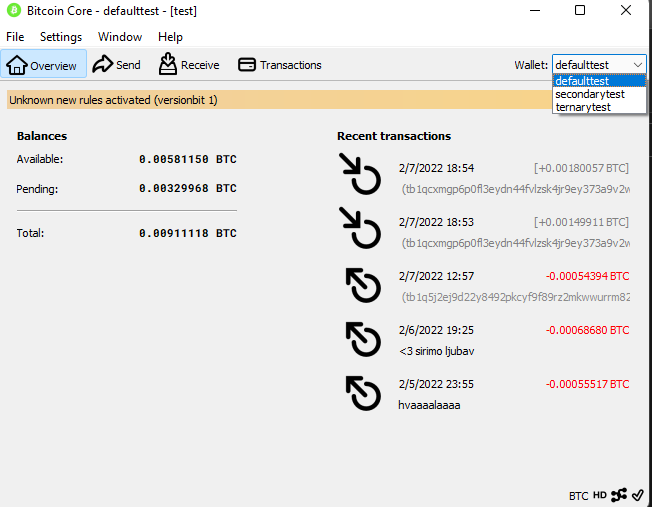 Bitcoin Core - defaulttest - [test]
File Settings Window Help
Overview Send Receive Transactions Wallet: defaulttest
defaulttest
secondarytest
ternarytest
Unknown new rules activated (versionbit 1)
Balances
Available: 0.00581150 BTC
Pending: 0.00329968 BTC
Total: 0.00911118 BTC
Recent transactions
2/7/2022 18:54 [+0.00180057 BTC]
(tb1qcxmgp6p0fl3eydn44fvlzsk4jr9ey373a9v2w
2/7/2022 18:53 [+0.00149911 BTC]
(tb1qcxmgp6p0fl3eydn44fvlzsk4jr9ey373a9v2w
2/7/2022 12:57 -0.00054394 BTC
(tb1q5j2ej9d22y8492pkcyf9f89rz2mkwwurrm82
2/6/2022 19:25 -0.00068680 BTC
<3 sirimo ljubav
2/5/2022 23:55 -0.00055517 BTC
hvaaaalaaaa
BTC HD